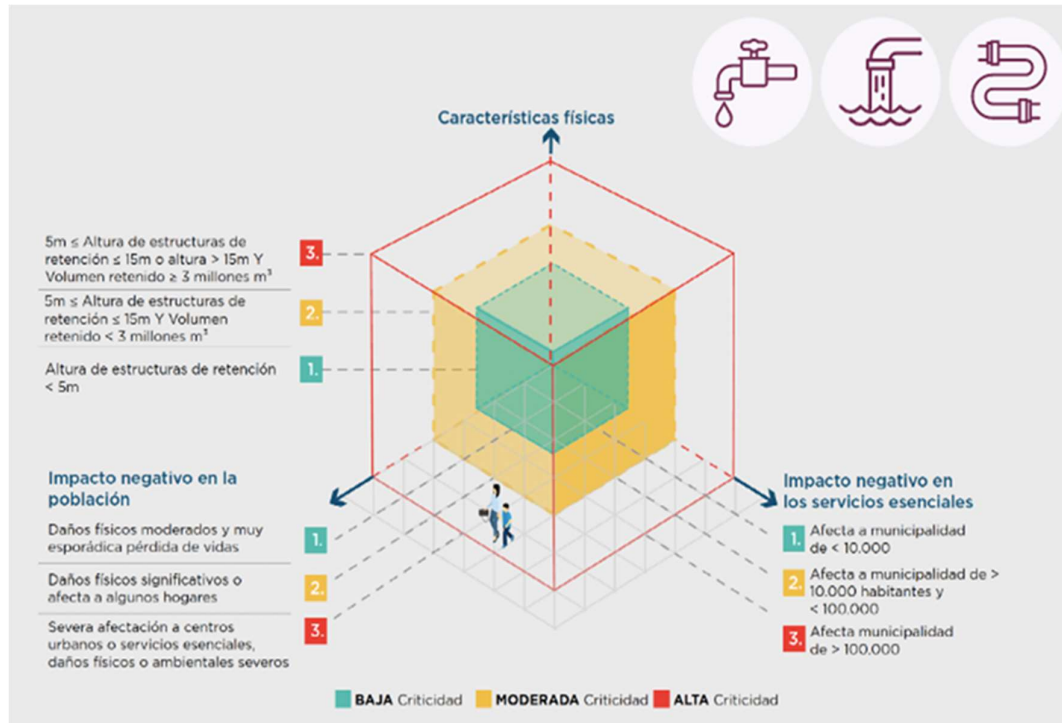 Características físicas
5m ≤ Altura de estructuras de
retención ≤ 15m o altura > 15m Y
Volumen retenido ≥ 3 millones m³
3.
5m ≤ Altura de estructuras de
retención ≤ 15m Y Volumen
retenido < 3 millones m³
2.
Altura de estructuras de retención
< 5m
1.
Impacto negativo en la
población
Daños físicos moderados y muy
esporádica pérdida de vidas
1.
Daños físicos significativos o
afecta a algunos hogares
2.
Severa afectación a centros
urbanos o servicios esenciales,
daños físicos o ambientales severos
3.
Impacto negativo en
los servicios esenciales
1. Afecta a municipalidad
de < 10.000
2. Afecta a municipalidad de >
10.000 habitantes y
< 100.000
3. Afecta municipalidad
de > 100.000
BAJA Criticidad MODERADA Criticidad ALTA Criticidad